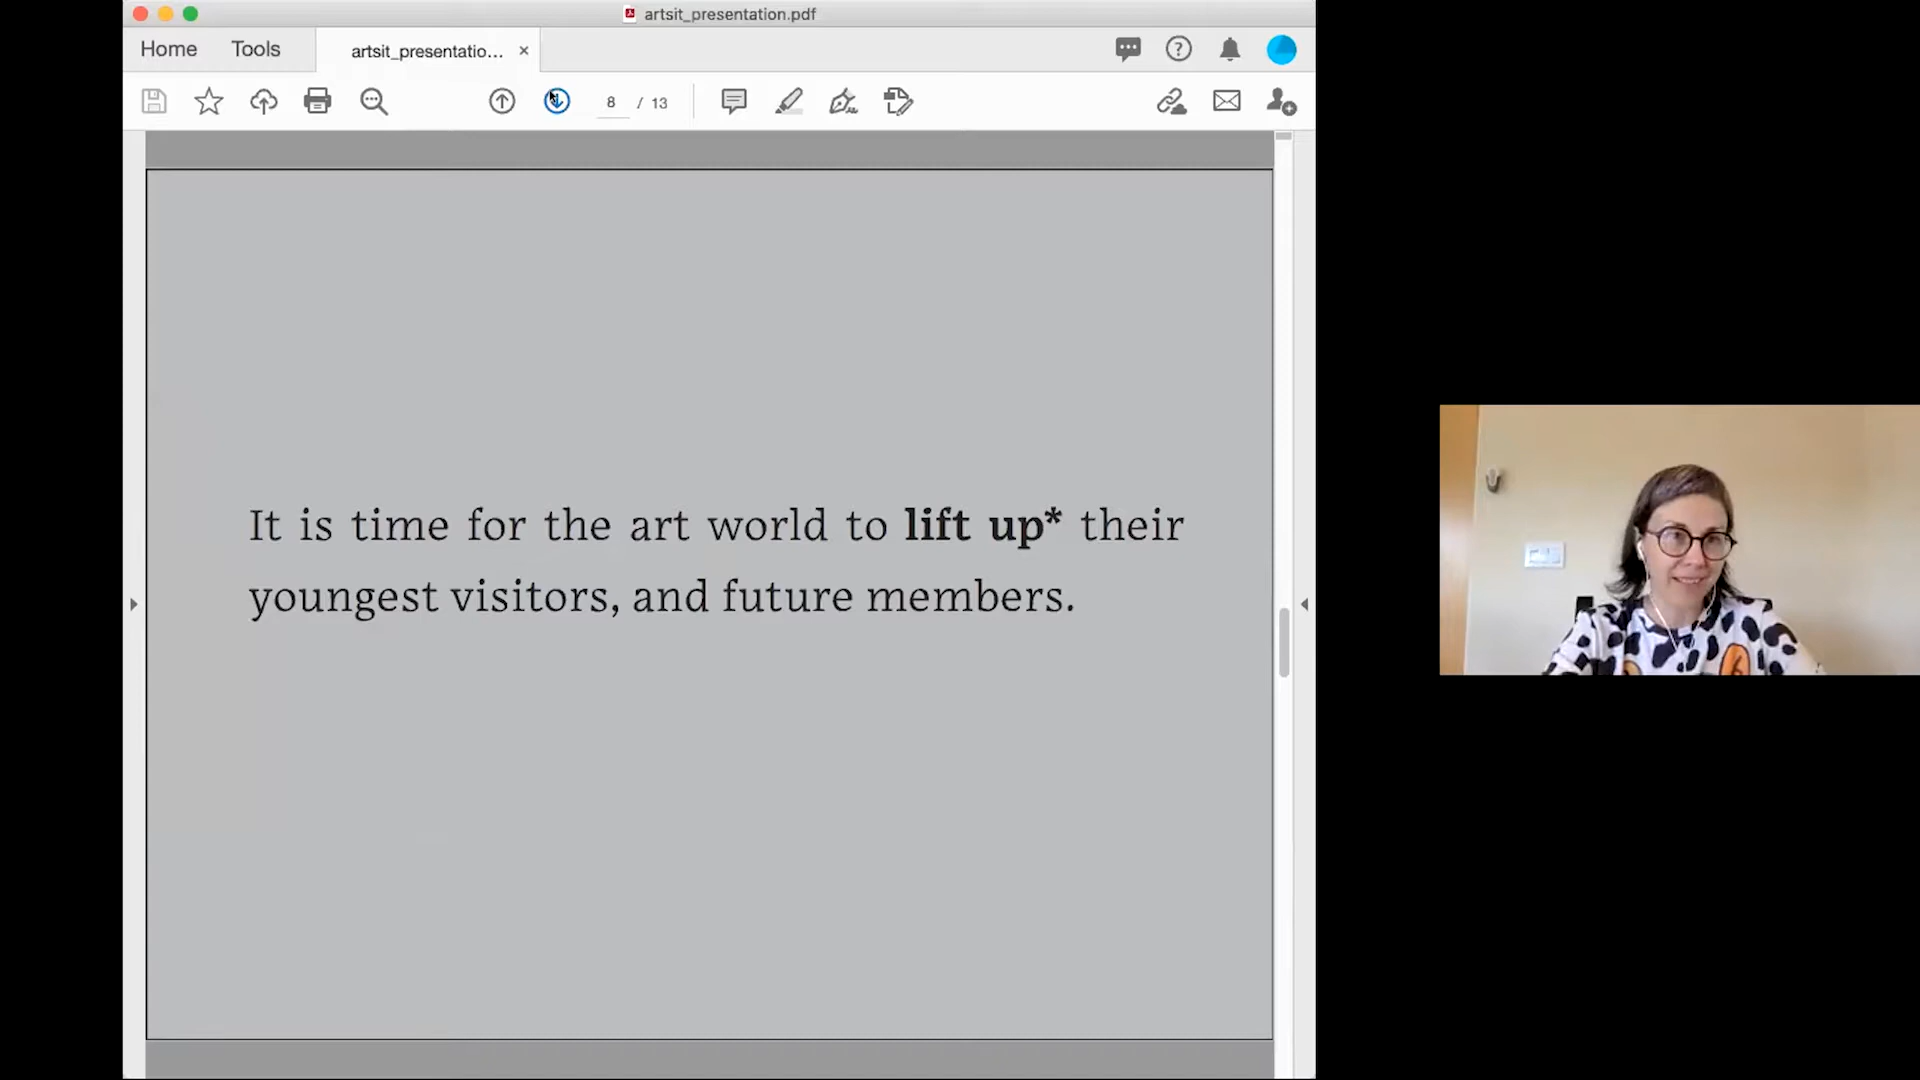 artsit_presentation.pdf
Home Tools artsit_presentatio... ×
8 / 13
It is time for the art world to lift up* their
youngest visitors, and future members.